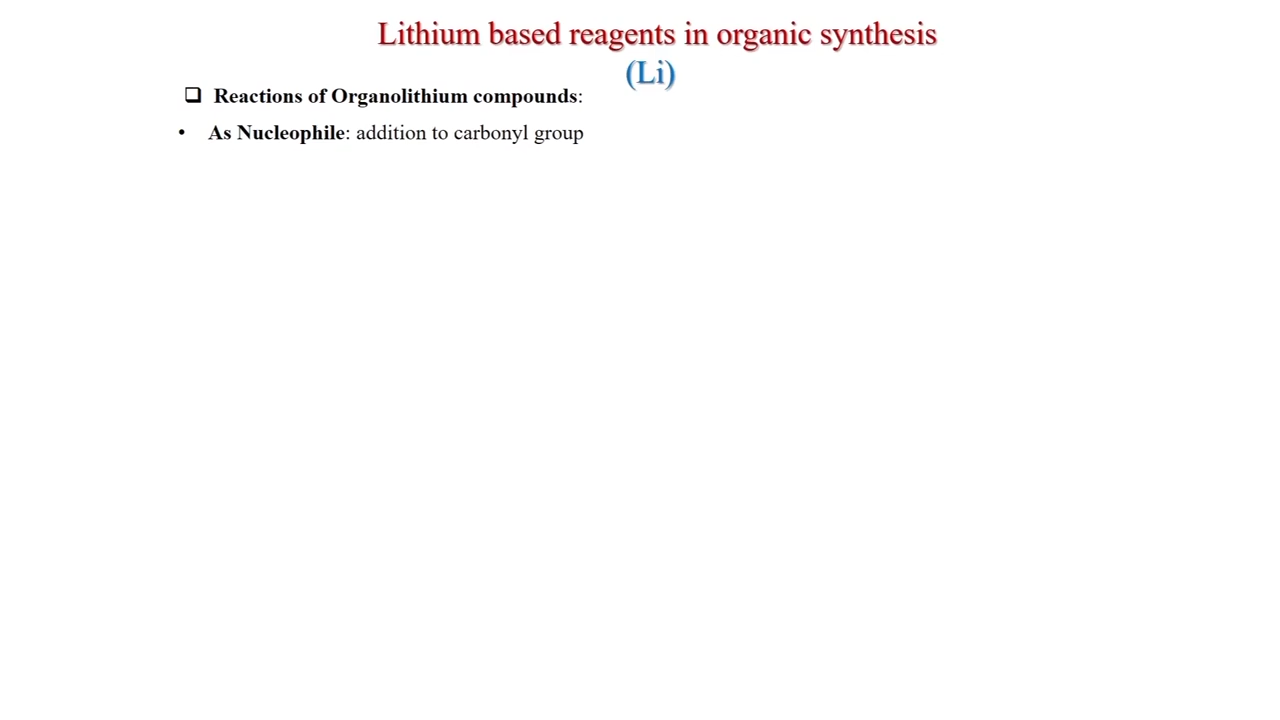 Lithium based reagents in organic synthesis
(Li)
❑ Reactions of Organolithium compounds:
• As Nucleophile: addition to carbonyl group